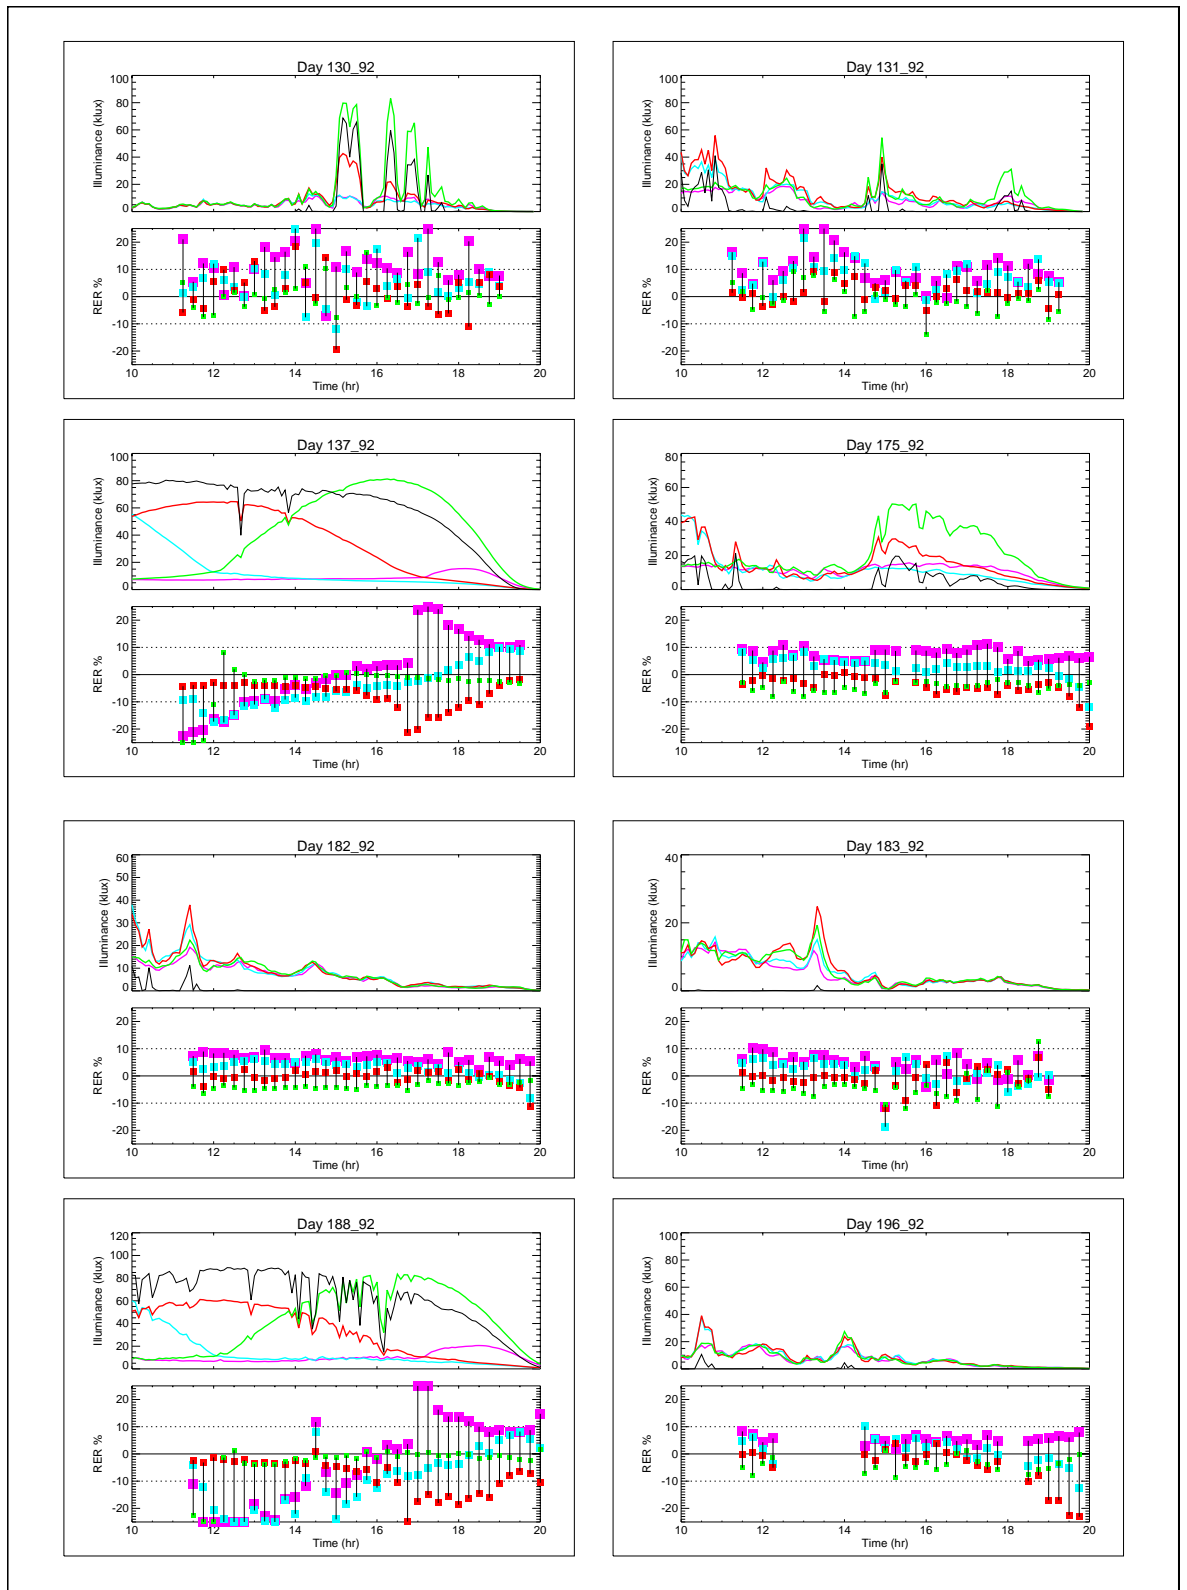 Day 130_92
Illuminance (klux)
100
80
60
40
20
0
RER %
20
10
0
-10
-20
10 12 14 16 18 20
Time (hr)
Day 131_92
Illuminance (klux)
100
80
60
40
20
0
RER %
20
10
0
-10
-20
10 12 14 16 18 20
Time (hr)
Day 137_92
Illuminance (klux)
100
80
60
40
20
0
RER %
20
10
0
-10
-20
10 12 14 16 18 20
Time (hr)
Day 175_92
Illuminance (klux)
80
60
40
20
0
RER %
20
10
0
-10
-20
10 12 14 16 18 20
Time (hr)
Day 182_92
Illuminance (klux)
60
50
40
30
20
10
0
RER %
20
10
0
-10
-20
10 12 14 16 18 20
Time (hr)
Day 183_92
Illuminance (klux)
40
20
0
RER %
20
10
0
-10
-20
10 12 14 16 18 20
Time (hr)
Day 188_92
Illuminance (klux)
120
100
80
60
40
20
0
RER %
20
10
0
-10
-20
10 12 14 16 18 20
Time (hr)
Day 196_92
Illuminance (klux)
100
80
60
40
20
0
RER %
20
10
0
-10
-20
10 12 14 16 18 20
Time (hr)